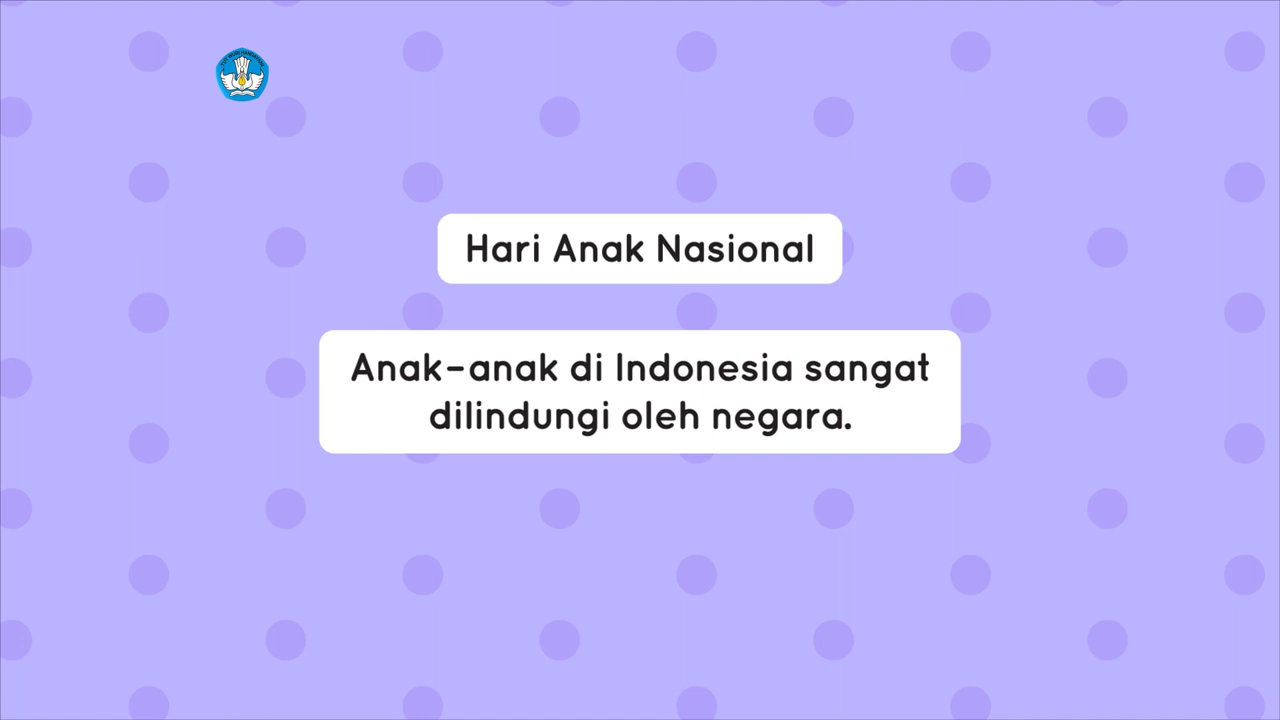 Hari Anak Nasional
Anak-anak di Indonesia sangat
dilindungi oleh negara.